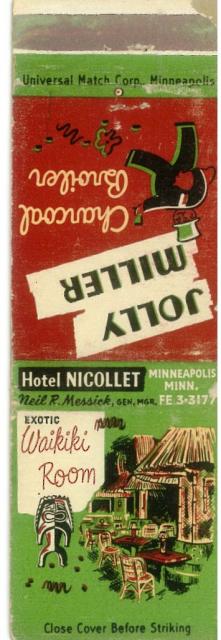 Universal Match Corp., Minneapolis
JOLLY
MILLER
Charcoal
Broiler
Hotel NICOLLET
MINNEAPOLIS
MINN.
Neil R. Messick, GEN. MGR.
FE 3-3177
EXOTIC
Waikiki
Room
Close Cover Before Striking